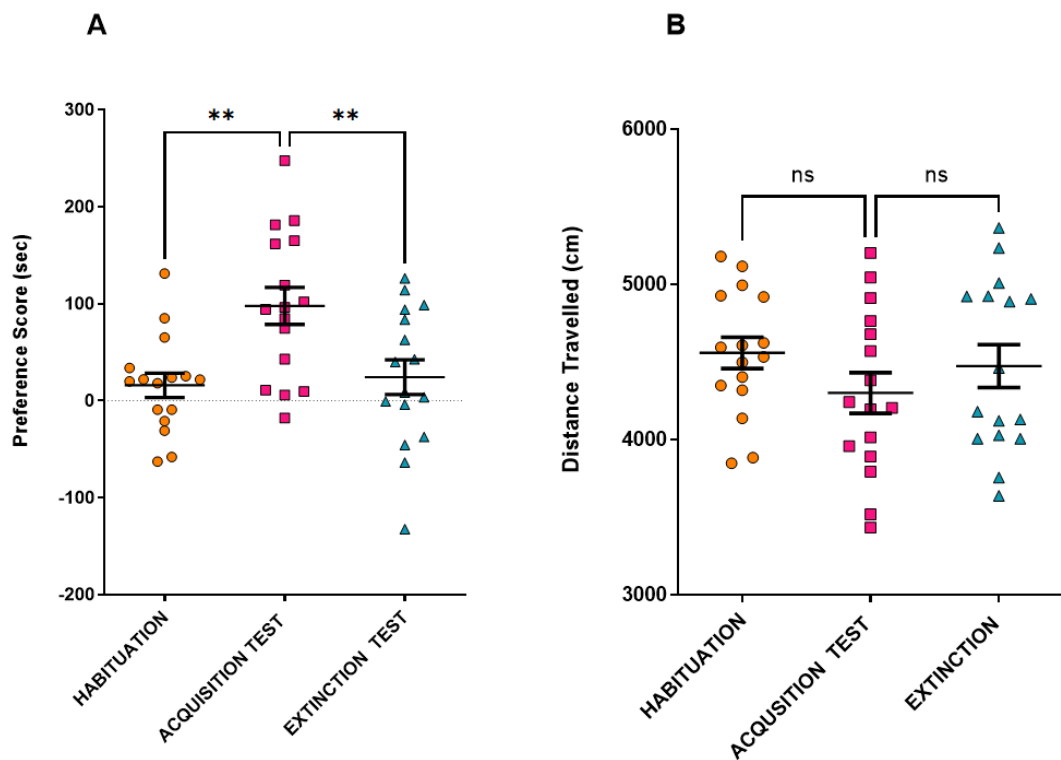 A
Preference Score (sec)
300
200
100
0
-100
-200
**
**
HABITUATION
ACQUISITION TEST
EXTINCTION TEST
B
Distance Travelled (cm)
6000
5000
4000
3000
ns
ns
HABITUATION
ACQUSITION TEST
EXTINCTION